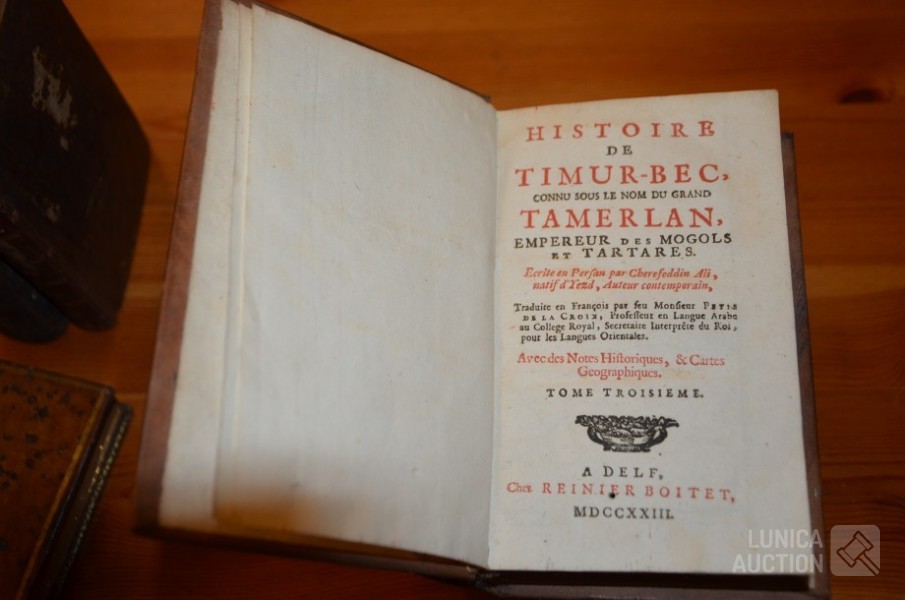 HISTOIRE
DE
TIMUR-BEC,
CONNU SOUS LE NOM DU GRAND
TAMERLAN,
EMPEREUR DES MOGOLS
ET TARTARES.
Ecrite en Persan par Cherefeddin Ali,
natif d'Yezd, Auteur contemporain,
Traduite en François par feu Monsieur PETIS
DE LA CROIX, Professeur en Langue Arabe
au College Royal, Secretaire Interprête du Roi,
pour les Langues Orientales.
Avec des Notes Historiques, & Cartes
Geographiques.
TOME TROISIEME.
A DELF,
Chez REINIER BOITET,
MDCCXXIII.
LUNICA
AUCTION